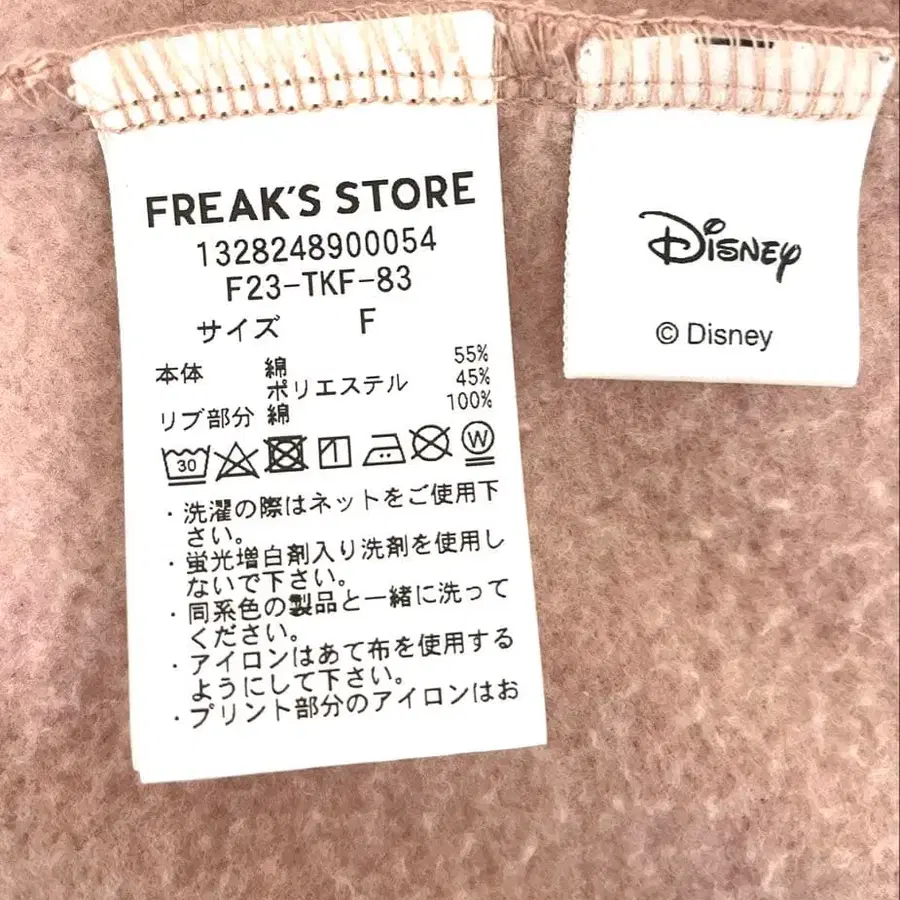 FREAK'S STORE
1328248900054
F23-TKF-83
サイズ F
本体 綿 55%
ポリエステル 45%
リブ部分 綿 100%
30 W
・洗濯の際はネットをご使用下
さい。
・蛍光増白剤入り洗剤を使用し
ないで下さい。
・同系色の製品と一緒に洗って
ください。
・アイロンはあて布を使用する
ようにして下さい。
・プリント部分のアイロンはお
Disney
© Disney